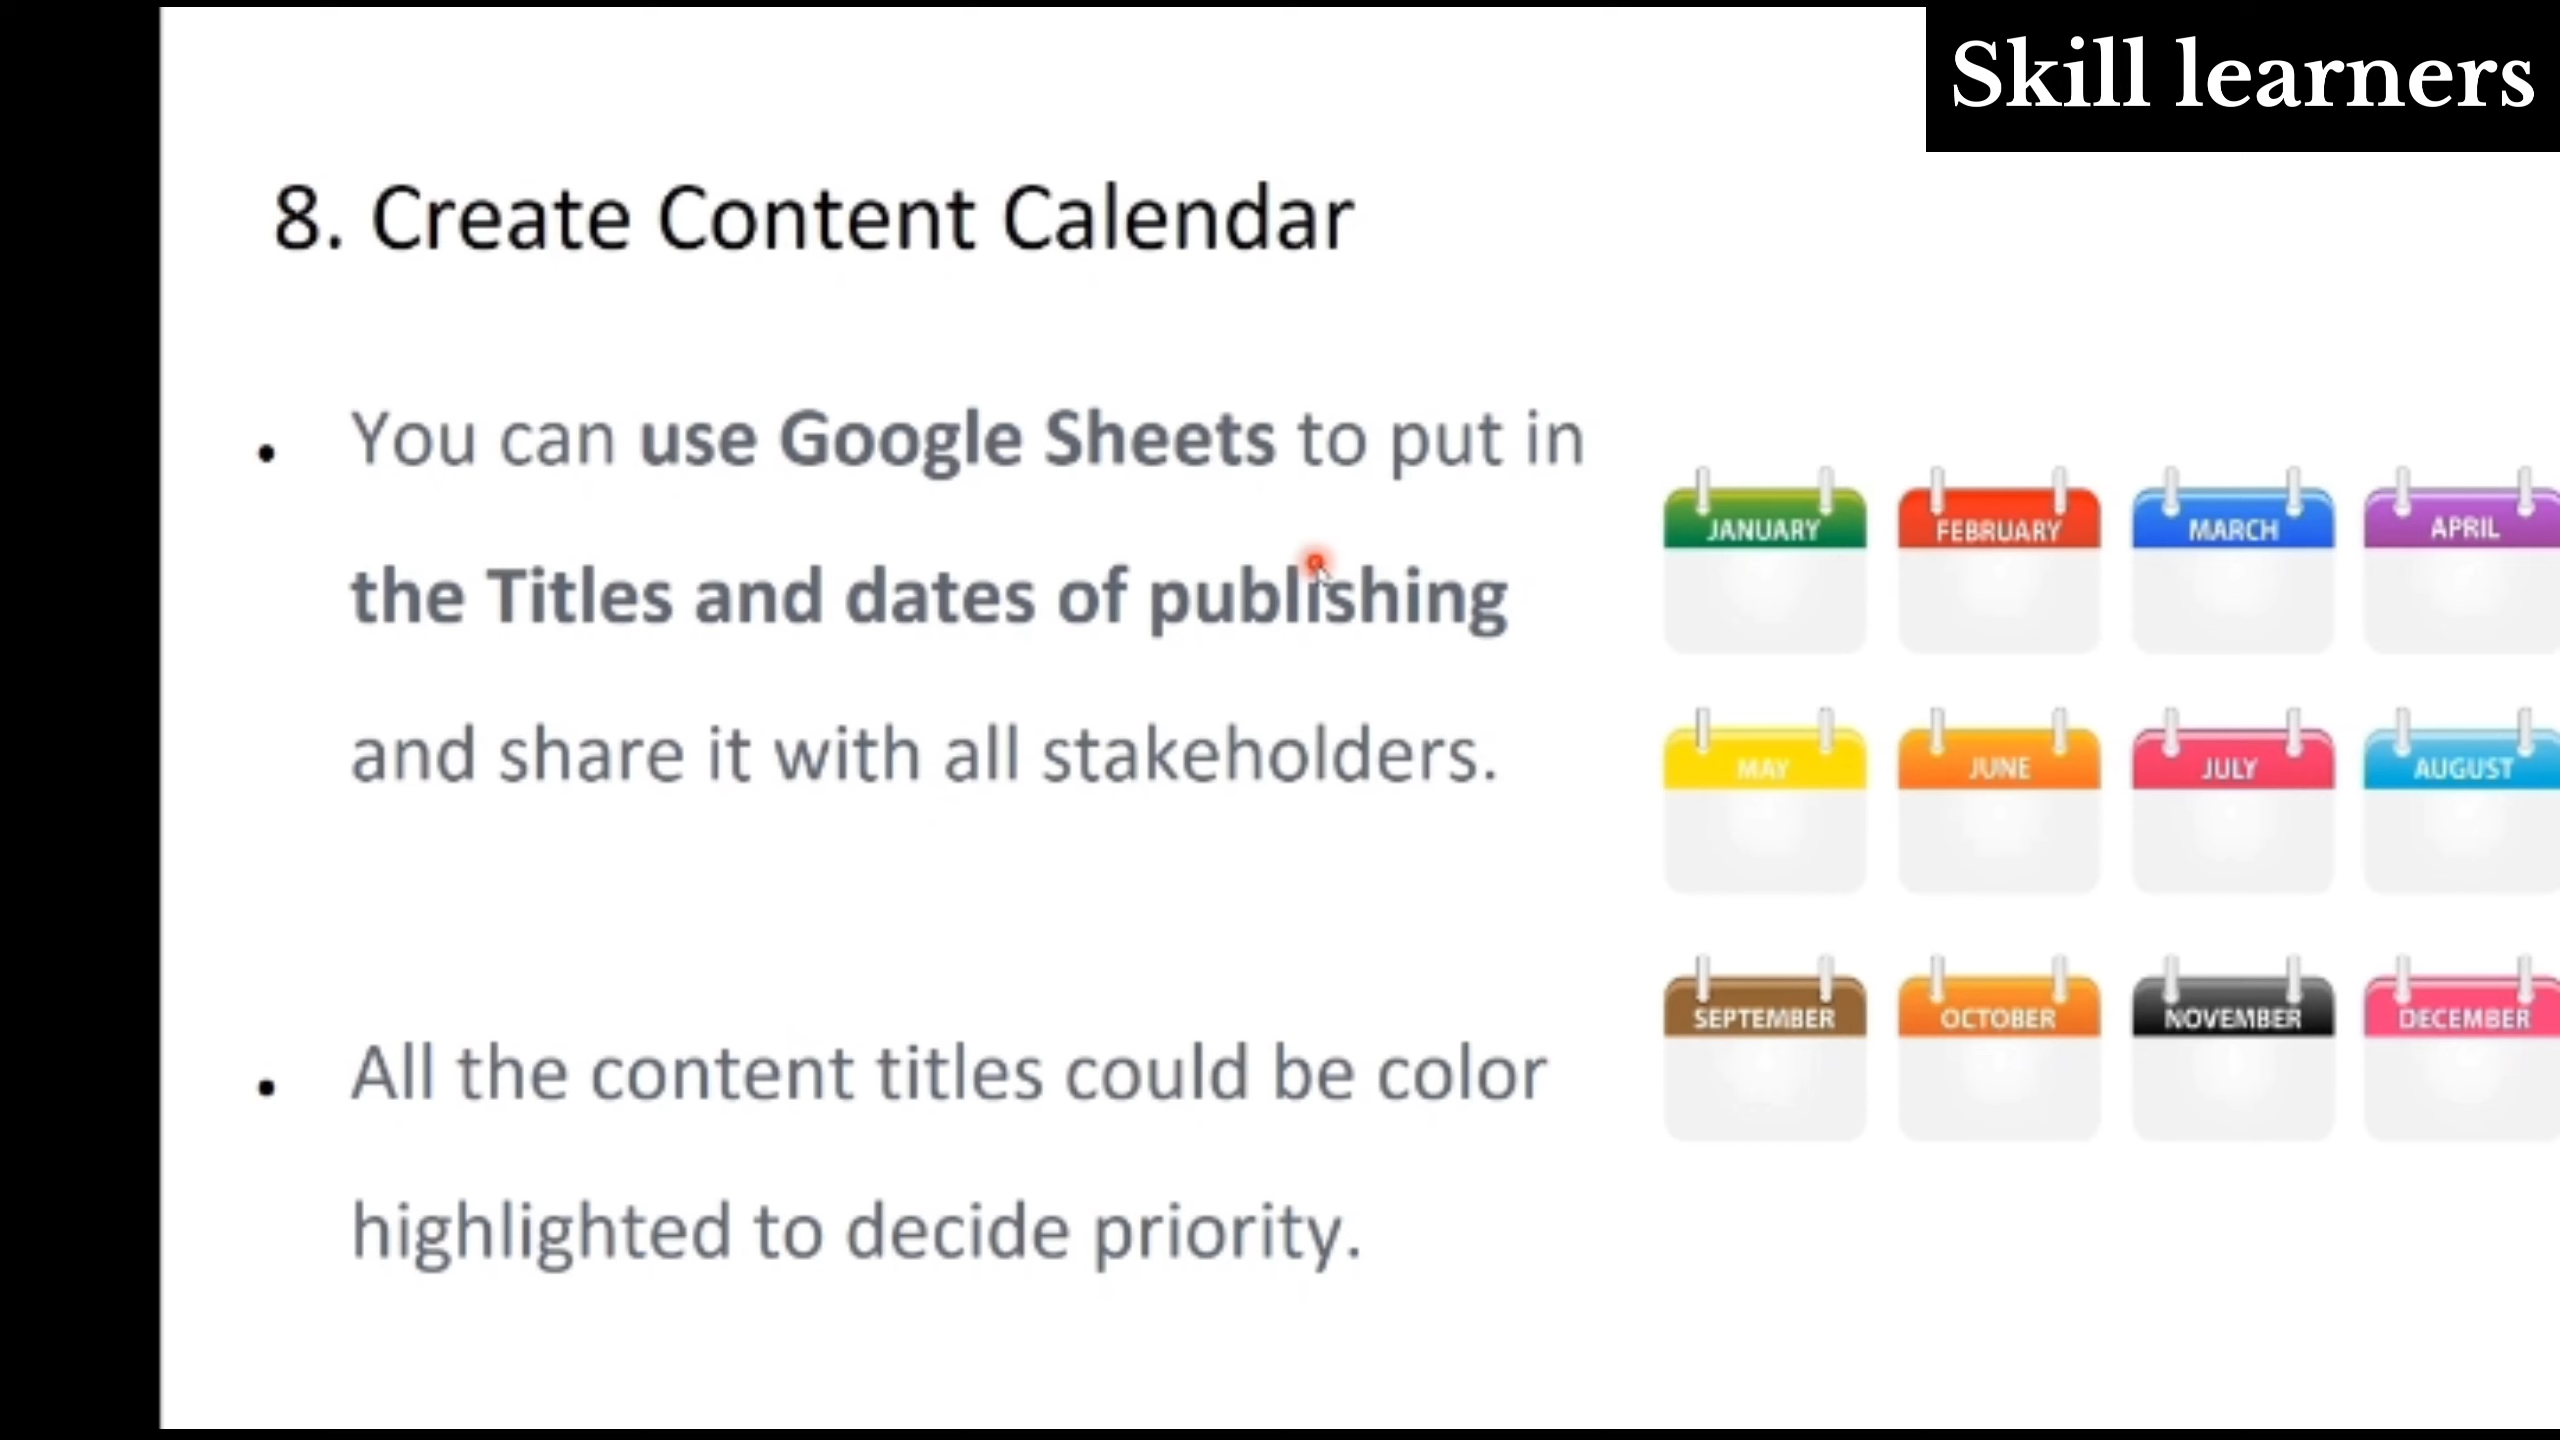 Skill learners
8. Create Content Calendar
• You can use Google Sheets to put in
the Titles and dates of publishing
and share it with all stakeholders.
• All the content titles could be color
highlighted to decide priority.
JANUARY FEBRUARY MARCH APRIL
MAY JUNE JULY AUGUST
SEPTEMBER OCTOBER NOVEMBER DECEMBER